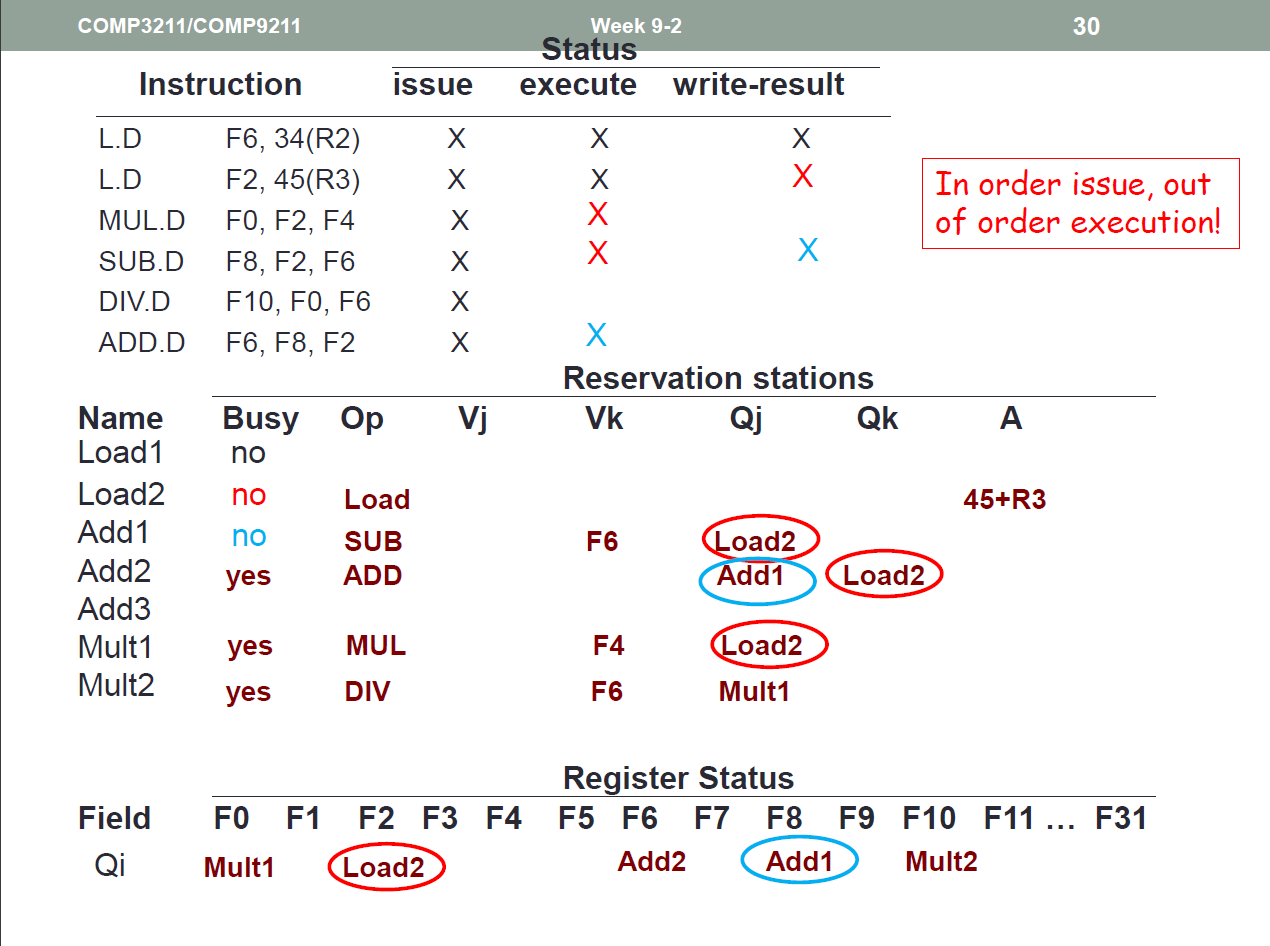 COMP3211/COMP9211 Week 9-2 30
Status
Instruction issue execute write-result
L.D F6, 34(R2) X X X
L.D F2, 45(R3) X X X
In order issue, out
of order execution!
MUL.D F0, F2, F4 X X
SUB.D F8, F2, F6 X X X
DIV.D F10, F0, F6 X
ADD.D F6, F8, F2 X X
Reservation stations
Name Busy Op Vj Vk Qj Qk A
Load1 no
Load2 no Load 45+R3
Add1 no SUB F6 Load2
Add2 yes ADD Add1 Load2
Add3
Mult1 yes MUL F4 Load2
Mult2 yes DIV F6 Mult1
Register Status
Field F0 F1 F2 F3 F4 F5 F6 F7 F8 F9 F10 F11 … F31
Qi Mult1 Load2 Add2 Add1 Mult2